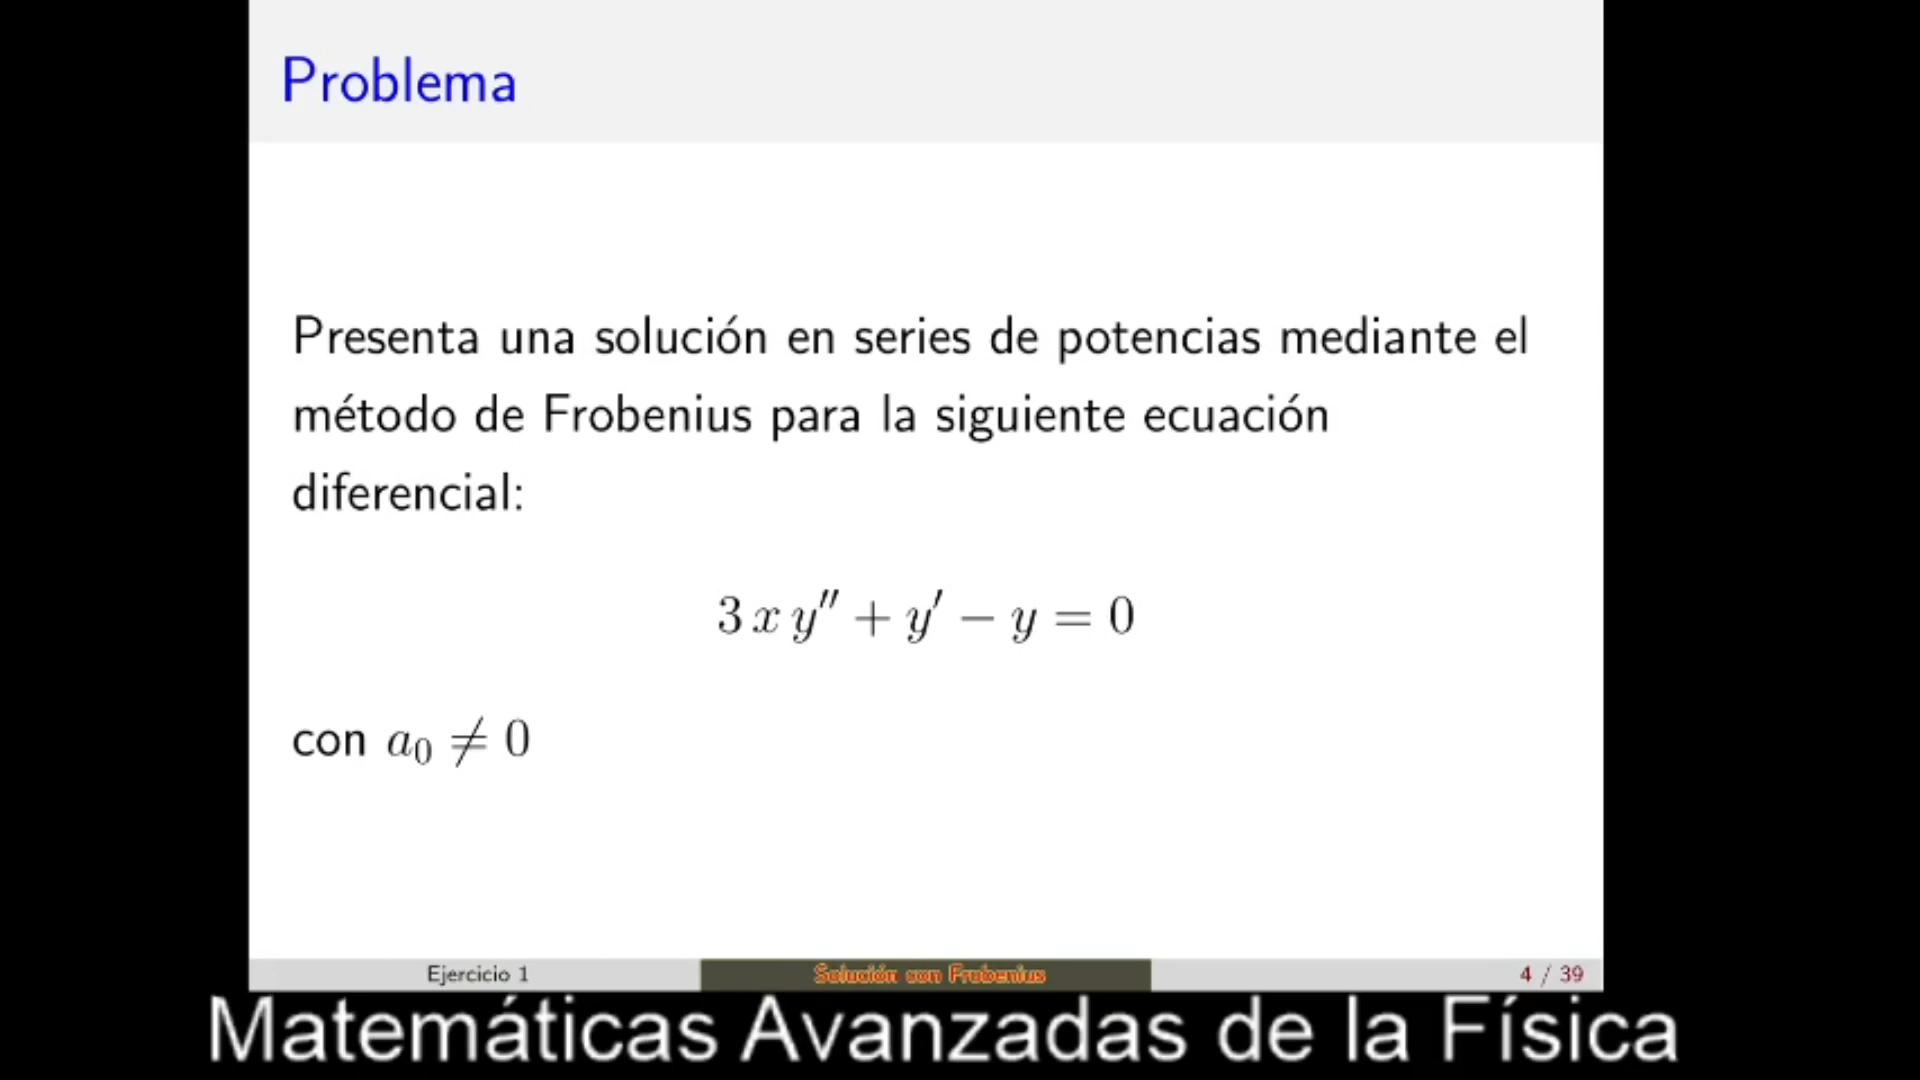 Problema
Presenta una solución en series de potencias mediante el
método de Frobenius para la siguiente ecuación
diferencial:
3 x y″ + y′ − y = 0
con a₀ ≠ 0
Ejercicio 1
Solución con Frobenius
4 / 39
Matemáticas Avanzadas de la Física